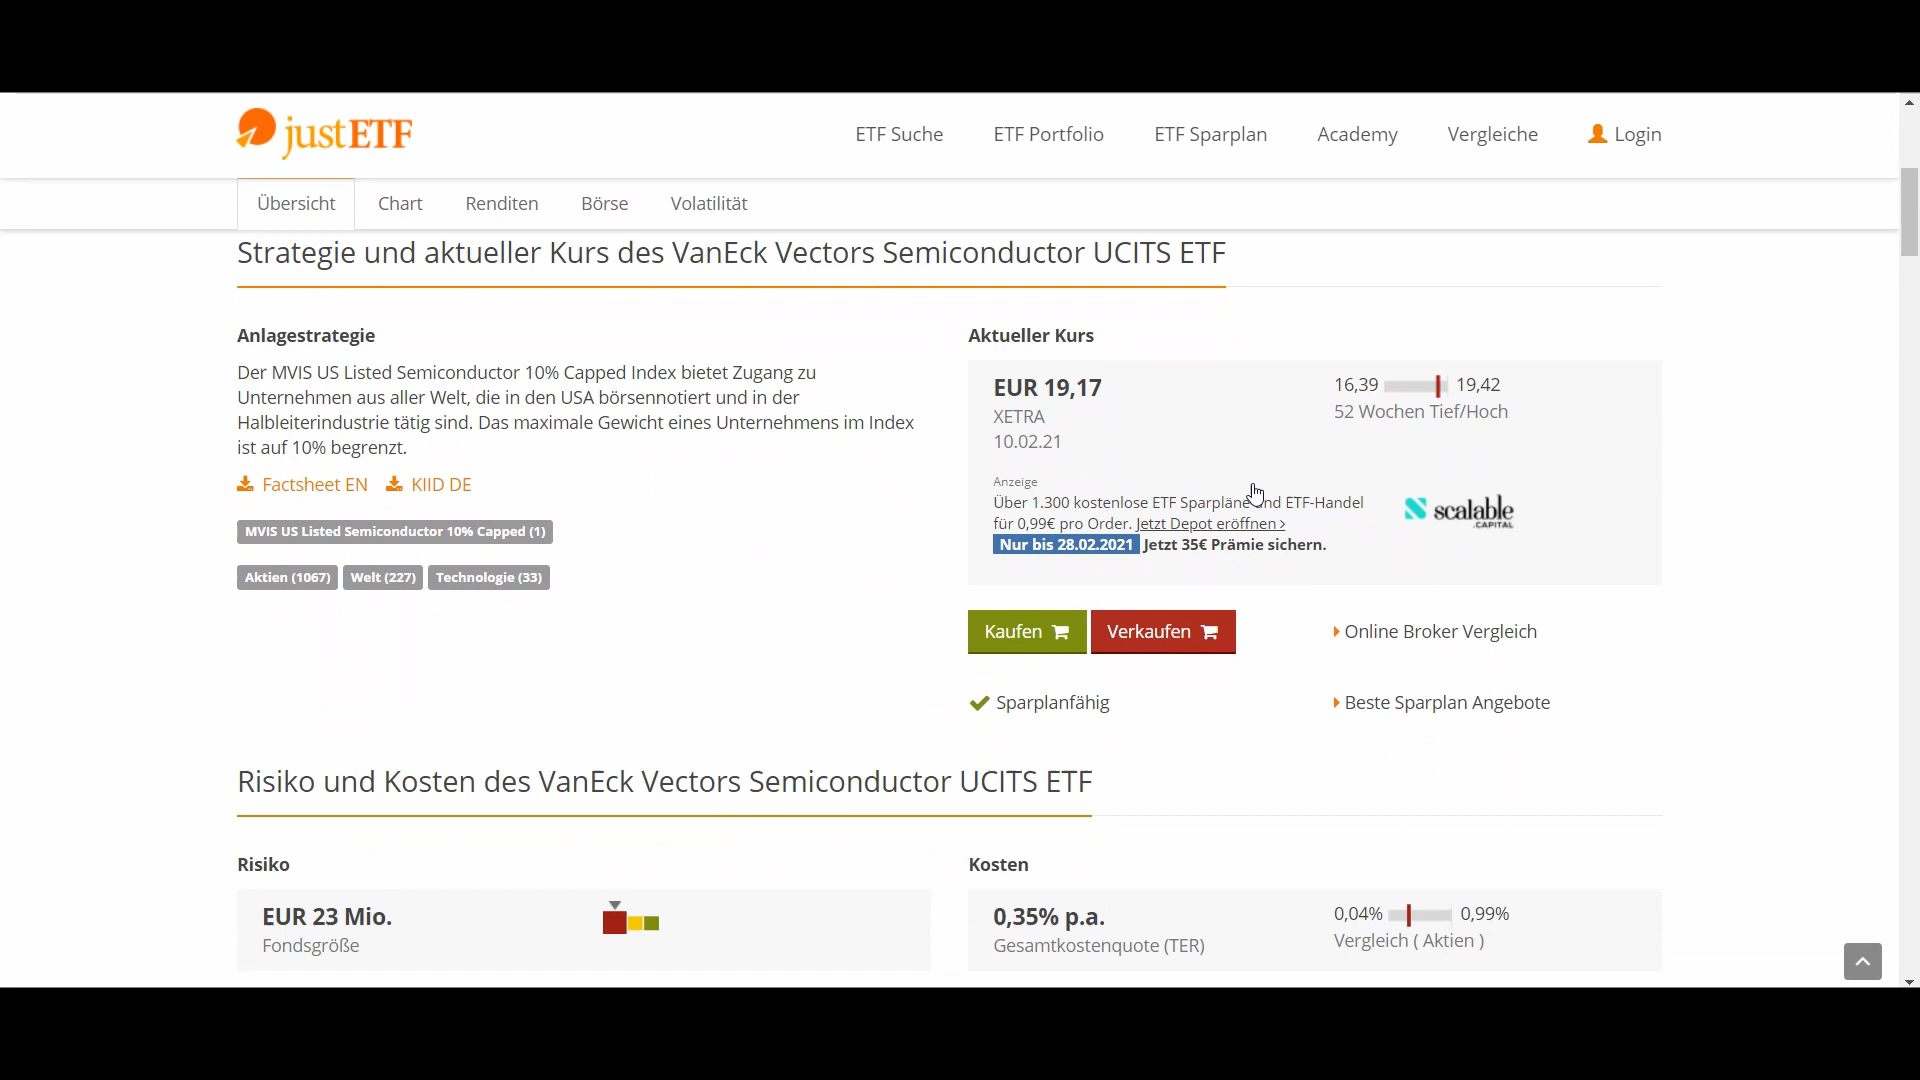 justETF
ETF Suche
ETF Portfolio
ETF Sparplan
Academy
Vergleiche
Login
Übersicht
Chart
Renditen
Börse
Volatilität
Strategie und aktueller Kurs des VanEck Vectors Semiconductor UCITS ETF
Anlagestrategie
Der MVIS US Listed Semiconductor 10% Capped Index bietet Zugang zu
Unternehmen aus aller Welt, die in den USA börsennotiert und in der
Halbleiterindustrie tätig sind. Das maximale Gewicht eines Unternehmens im Index
ist auf 10% begrenzt.
Factsheet EN
KIID DE
MVIS US Listed Semiconductor 10% Capped (1)
Aktien (1067)
Welt (227)
Technologie (33)
Aktueller Kurs
EUR 19,17
XETRA
10.02.21
16,39
19,42
52 Wochen Tief/Hoch
Anzeige
Über 1.300 kostenlose ETF Sparpläne und ETF-Handel
für 0,99€ pro Order. Jetzt Depot eröffnen >
Nur bis 28.02.2021 Jetzt 35€ Prämie sichern.
scalable
CAPITAL
Kaufen
Verkaufen
Online Broker Vergleich
Sparplanfähig
Beste Sparplan Angebote
Risiko und Kosten des VanEck Vectors Semiconductor UCITS ETF
Risiko
EUR 23 Mio.
Fondsgröße
Kosten
0,35% p.a.
Gesamtkostenquote (TER)
0,04%
0,99%
Vergleich ( Aktien )